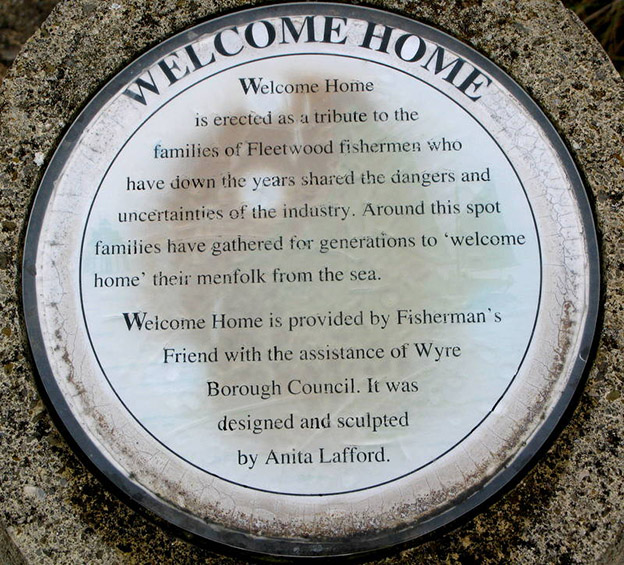 WELCOME HOME
Welcome Home
is erected as a tribute to the
families of Fleetwood fishermen who
have down the years shared the dangers and
uncertainties of the industry. Around this spot
families have gathered for generations to ‘welcome
home’ their menfolk from the sea.
Welcome Home is provided by Fisherman’s
Friend with the assistance of Wyre
Borough Council. It was
designed and sculpted
by Anita Lafford.